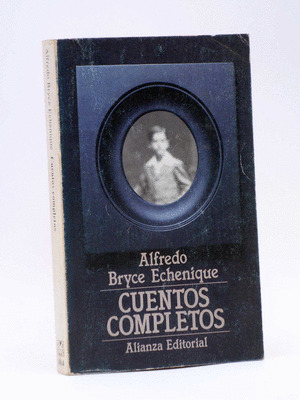 Alfredo
Bryce Echenique
CUENTOS
COMPLETOS
Alianza Editorial
Alfredo Bryce Echenique Cuentos completos